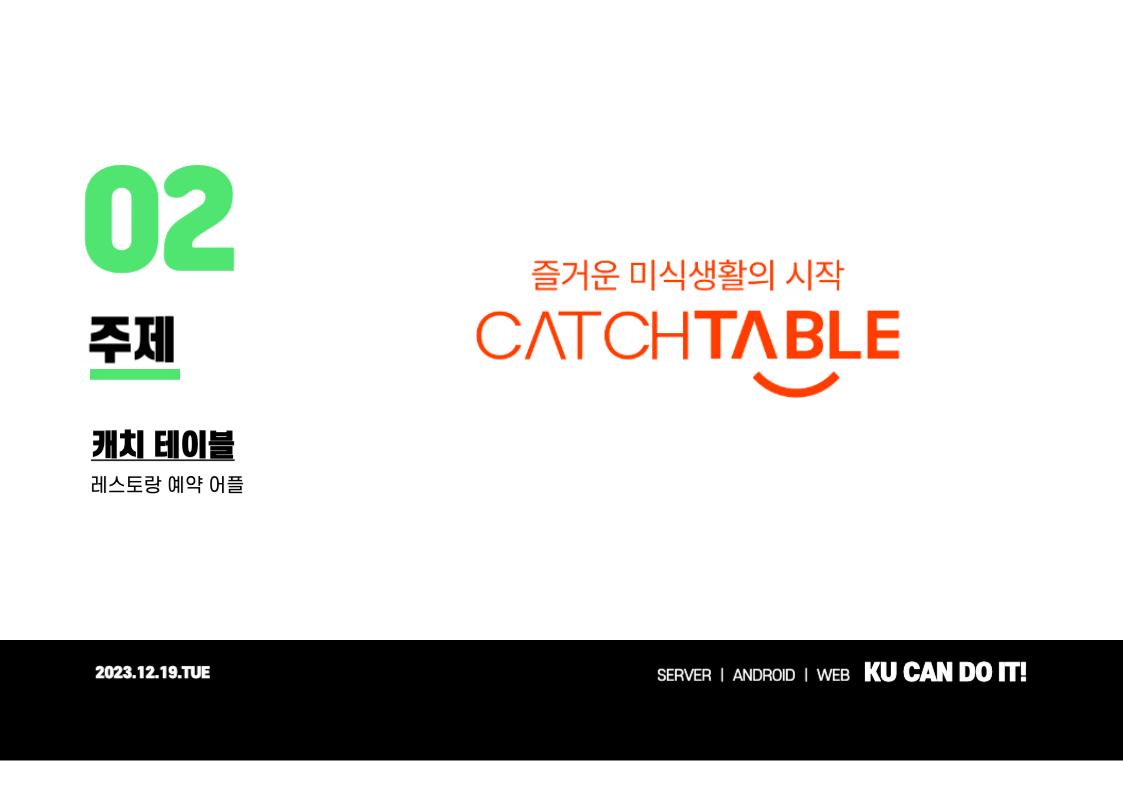 02
주제
캐치 테이블
레스토랑 예약 어플
즐거운 미식생활의 시작
CATCHTABLE
2023.12.19.TUE
SERVER | ANDROID | WEB KU CAN DO IT!